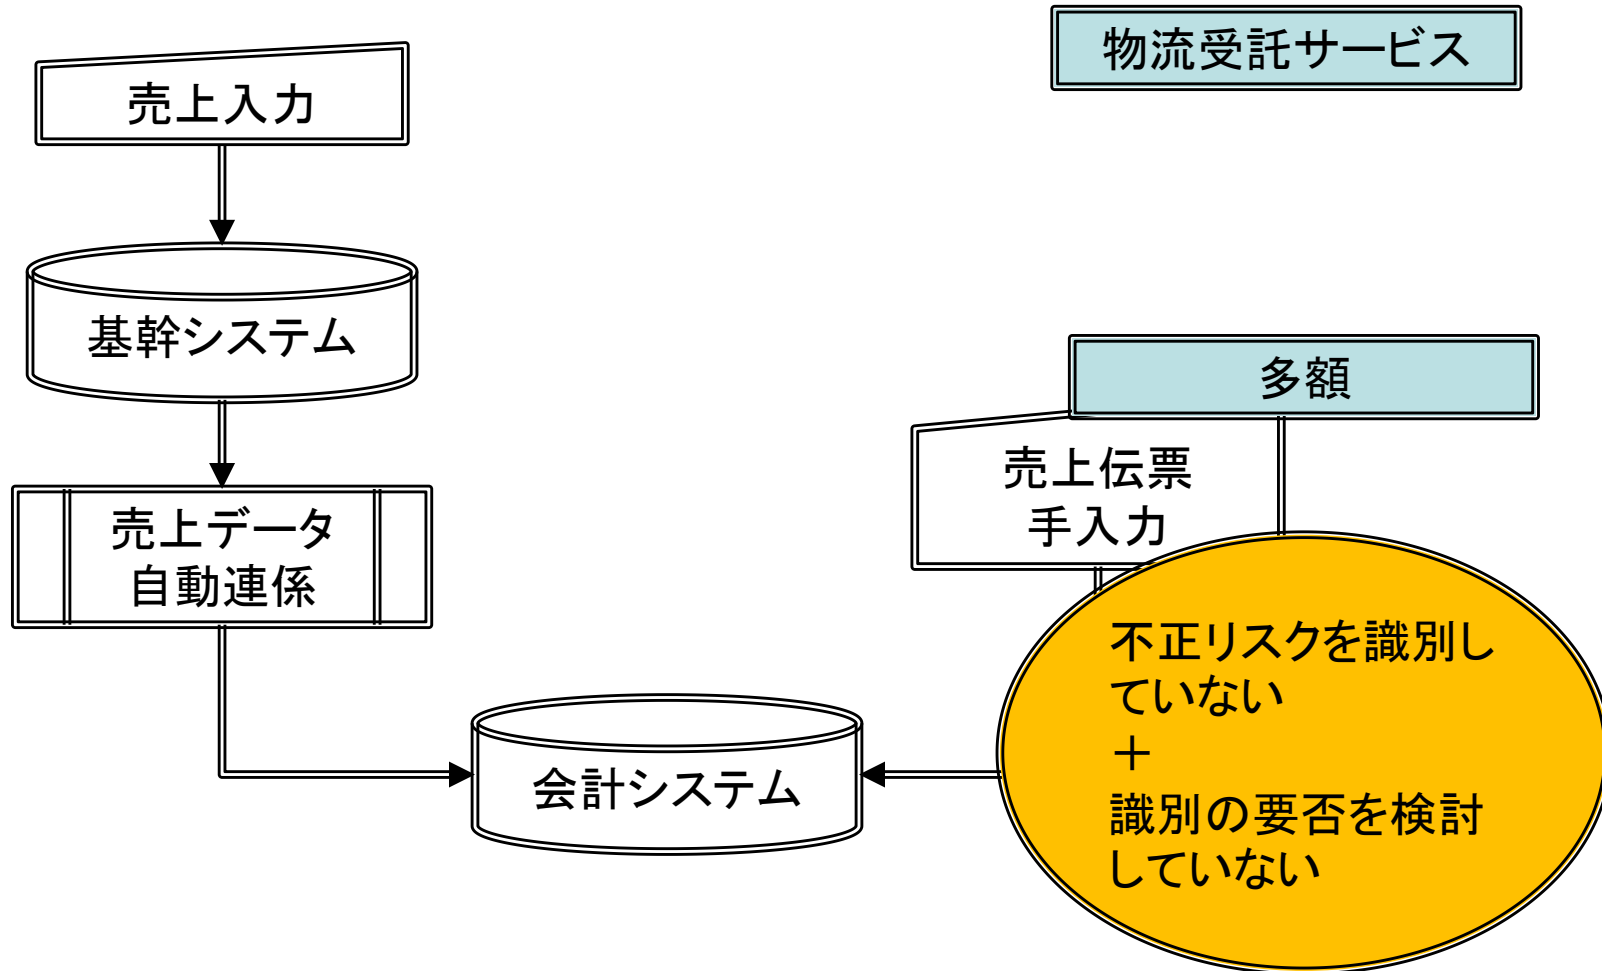 物流受託サービス
売上入力
基幹システム
多額
売上伝票
手入力
売上データ
自動連係
不正リスクを識別し
ていない
＋
識別の要否を検討
していない
会計システム